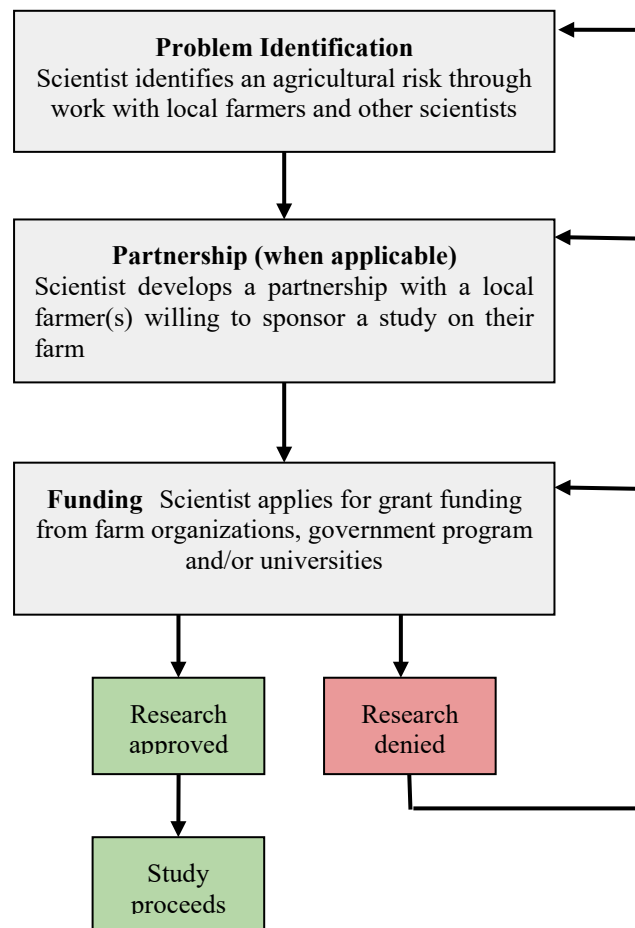 Problem Identification
Scientist identifies an agricultural risk through
work with local farmers and other scientists
Partnership (when applicable)
Scientist develops a partnership with a local
farmer(s) willing to sponsor a study on their
farm
Funding Scientist applies for grant funding
from farm organizations, government program
and/or universities
Research
approved
Research
denied
Study
proceeds